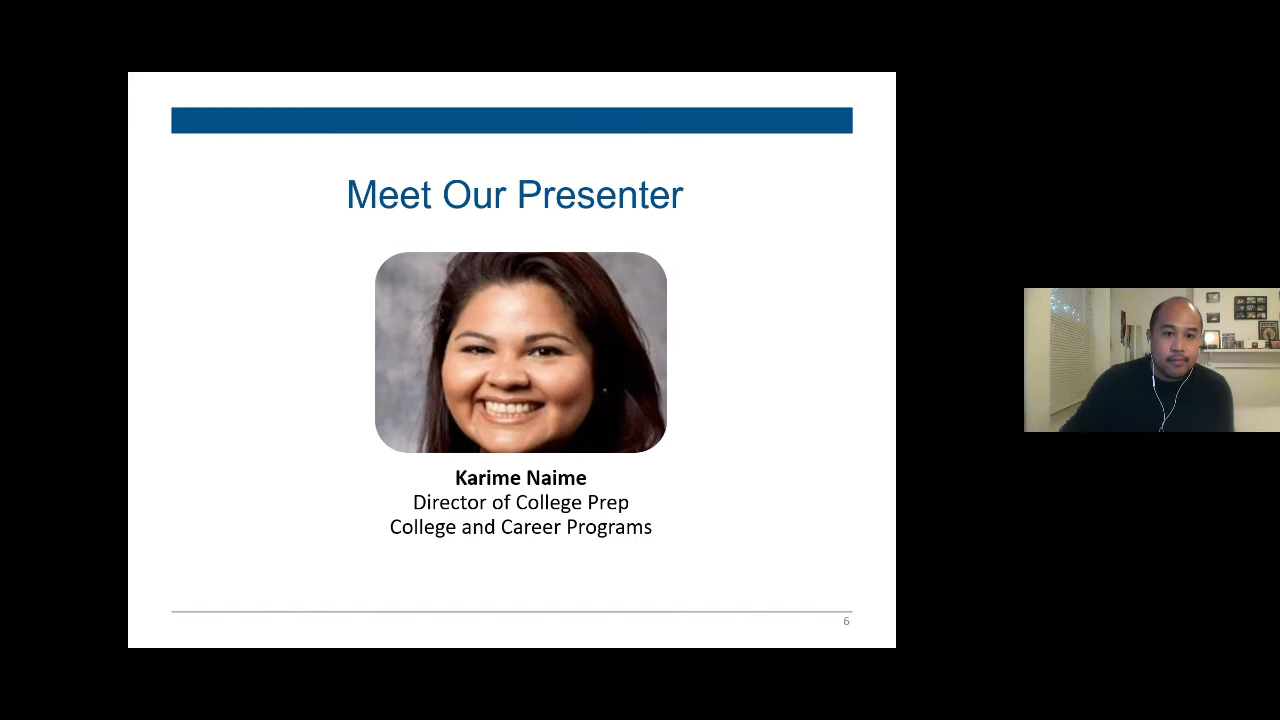 Meet Our Presenter
Karime Naime
Director of College Prep
College and Career Programs
6